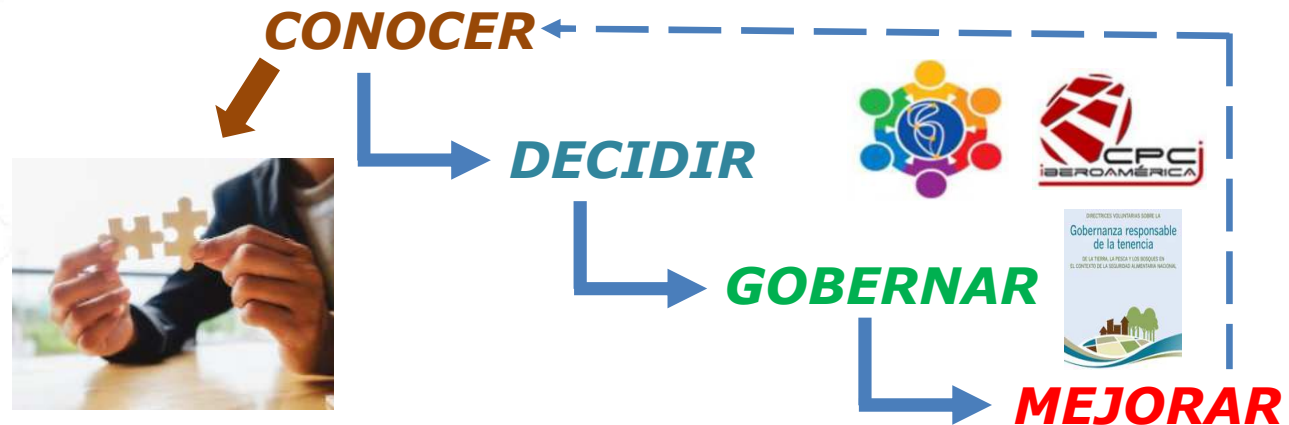 CONOCER
DECIDIR
CPCj
iBEROAMÉRICA
DIRECTRICES VOLUNTARIAS SOBRE LA
Gobernanza responsable
de la tenencia
DE LA TIERRA, LA PESCA Y LOS BOSQUES EN
EL CONTEXTO DE LA SEGURIDAD ALIMENTARIA NACIONAL
GOBERNAR
MEJORAR